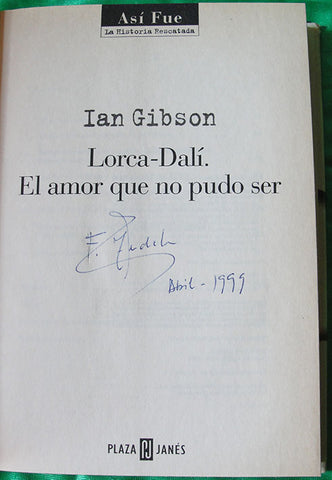 Así Fue
La Historia Rescatada
Ian Gibson
Lorca-Dalí.
El amor que no pudo ser
Abril - 1999
PLAZA JANÉS